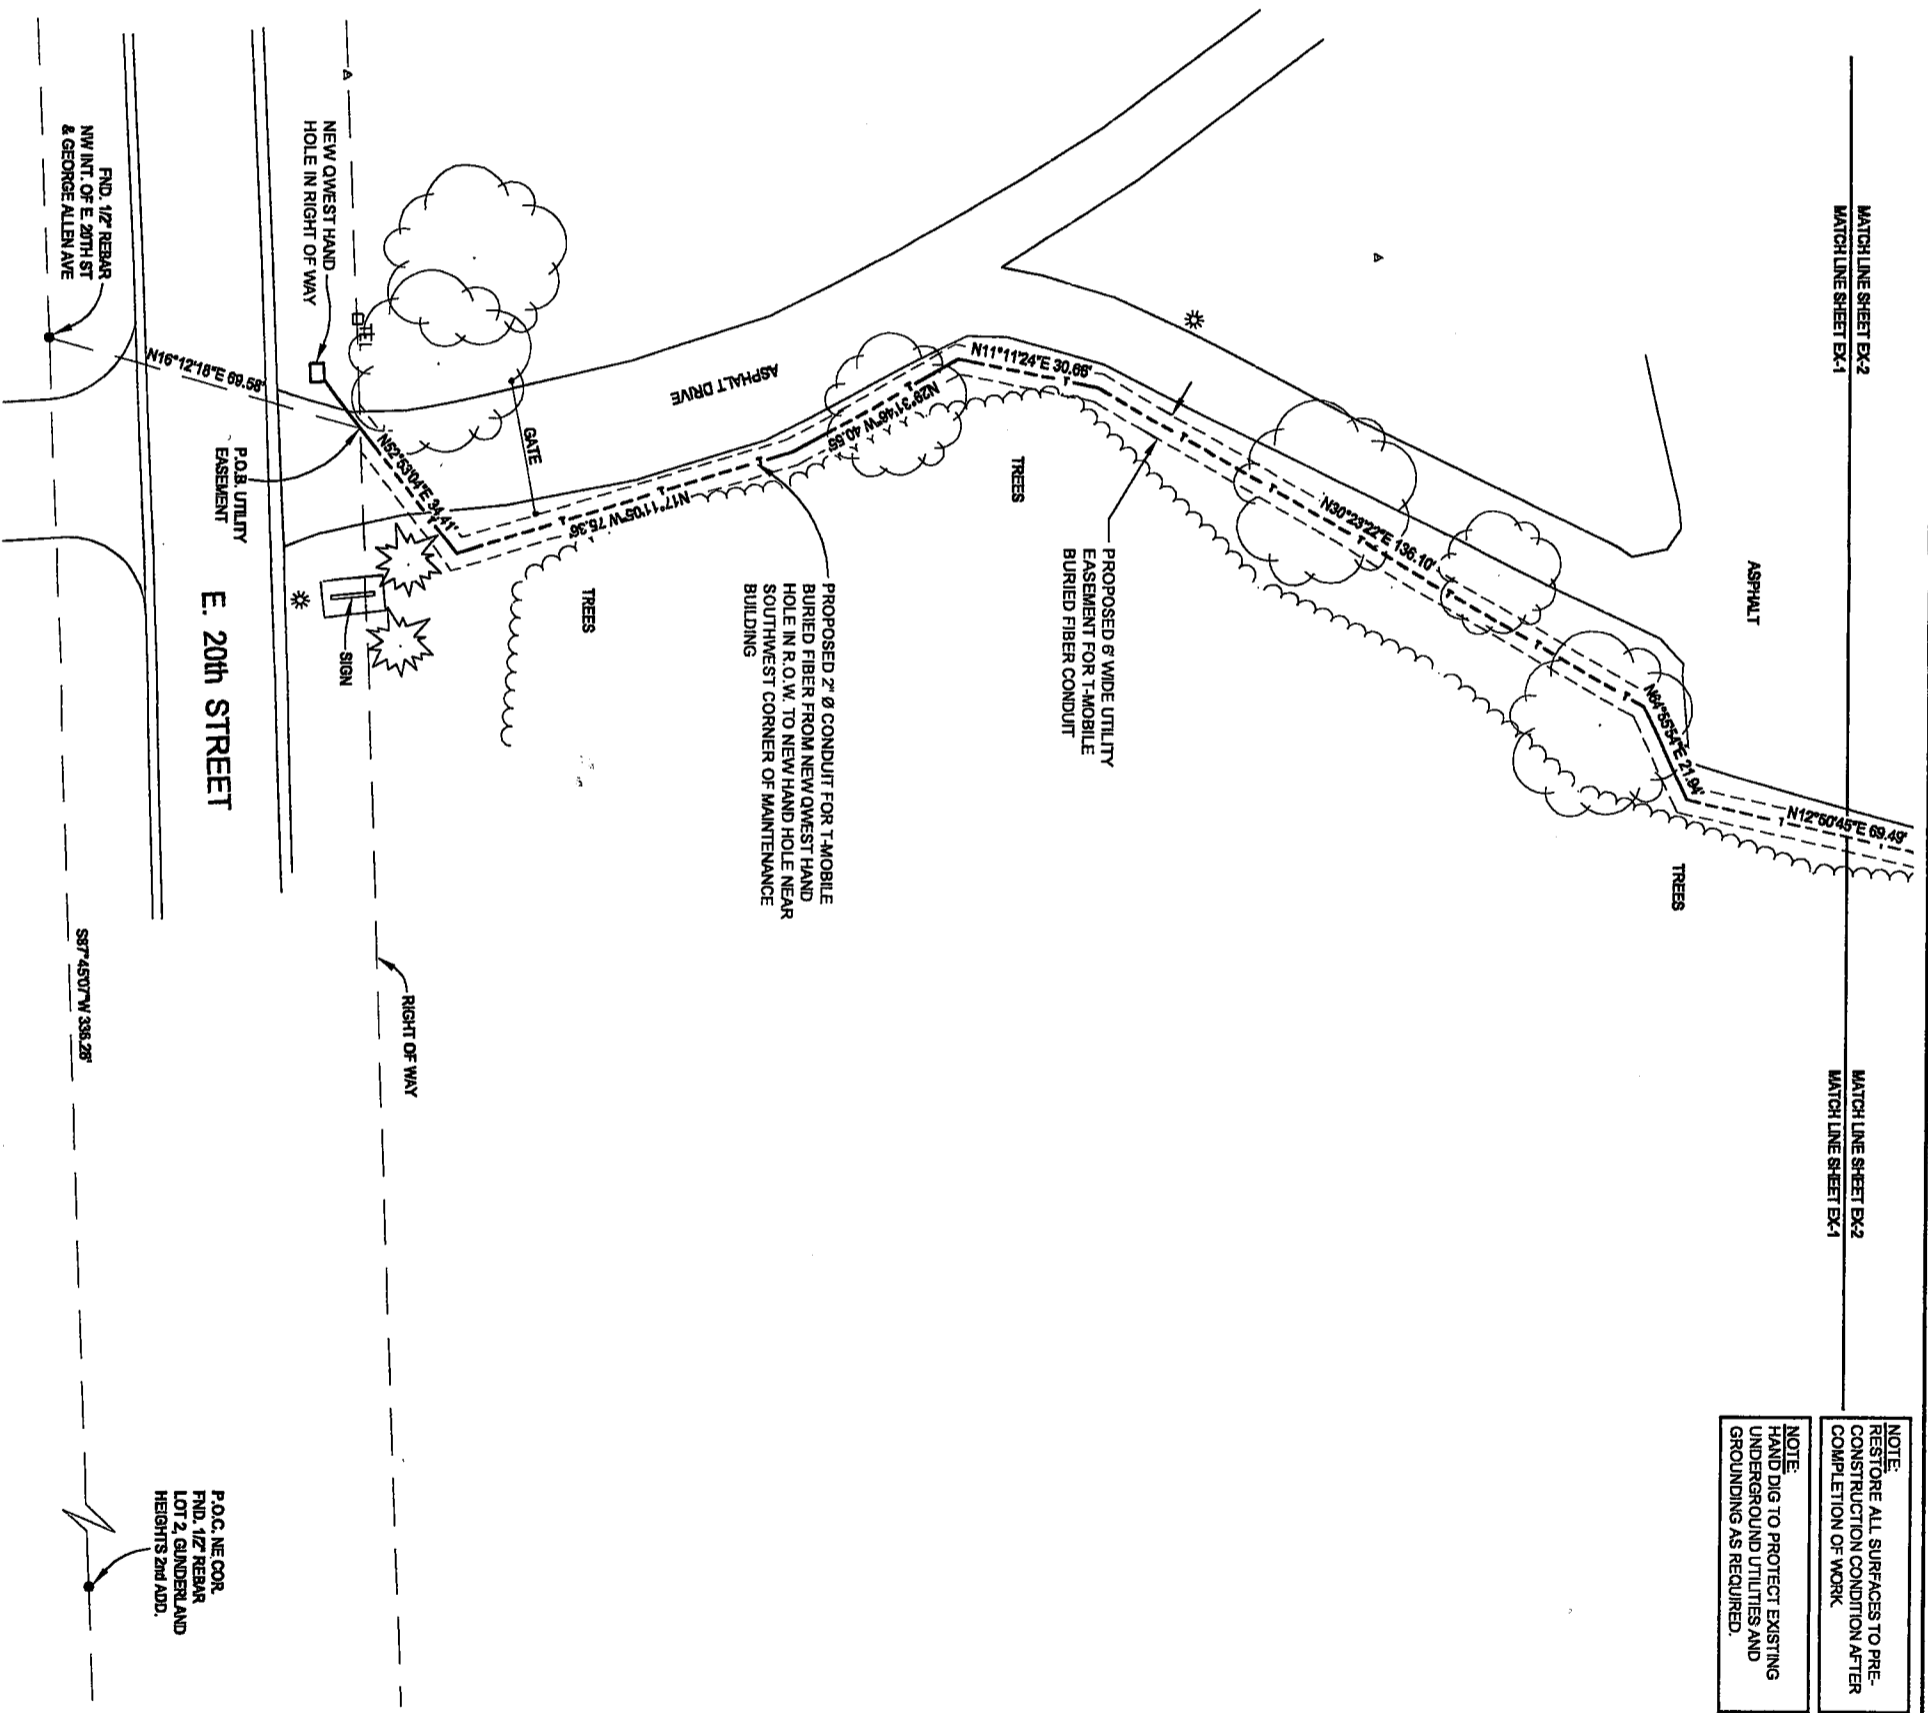 MATCH LINE SHEET EX-2
MATCH LINE SHEET EX-1
MATCH LINE SHEET EX-2
MATCH LINE SHEET EX-1
NOTE:
RESTORE ALL SURFACES TO PRE-
CONSTRUCTION CONDITION AFTER
COMPLETION OF WORK.
NOTE:
HAND DIG TO PROTECT EXISTING
UNDERGROUND UTILITIES AND
GROUNDING AS REQUIRED.
N12°50'45"E 69.49'
TREES
ASPHALT
N64°55'54"E 21.94'
N30°23'22"E 136.10'
PROPOSED 6' WIDE UTILITY
EASEMENT FOR T-MOBILE
BURIED FIBER CONDUIT
N11°11'24"E 30.66'
TREES
N29°31'46"W 40.65'
ASPHALT DRIVE
PROPOSED 2" Ø CONDUIT FOR T-MOBILE
BURIED FIBER FROM NEW QWEST HAND
HOLE IN R.O.W. TO NEW HAND HOLE NEAR
SOUTHWEST CORNER OF MAINTENANCE
BUILDING
N17°11'05"W 75.36'
TREES
GATE
N52°53'04"E 34.41'
TEL
NEW QWEST HAND
HOLE IN RIGHT OF WAY
SIGN
RIGHT OF WAY
P.O.B. UTILITY
EASEMENT
N16°12'18"E 69.58'
E. 20th STREET
FND. 1/2" REBAR
NW INT. OF E. 20TH ST
& GEORGE ALLEN AVE
S87°45'07"W 336.28'
P.O.C. NE COR.
FND. 1/2" REBAR
LOT 2, GUNDERLAND
HEIGHTS 2nd ADD.